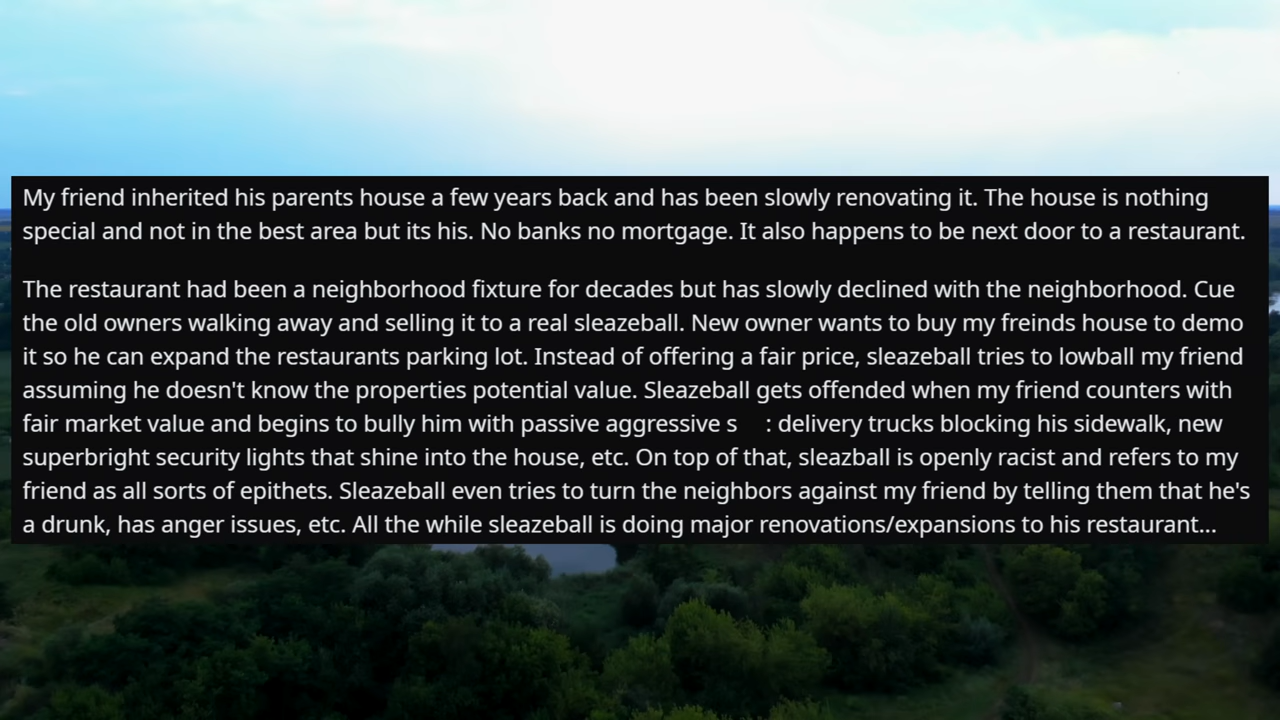 My friend inherited his parents house a few years back and has been slowly renovating it. The house is nothing
special and not in the best area but its his. No banks no mortgage. It also happens to be next door to a restaurant.
The restaurant had been a neighborhood fixture for decades but has slowly declined with the neighborhood. Cue
the old owners walking away and selling it to a real sleazeball. New owner wants to buy my freinds house to demo
it so he can expand the restaurants parking lot. Instead of offering a fair price, sleazeball tries to lowball my friend
assuming he doesn't know the properties potential value. Sleazeball gets offended when my friend counters with
fair market value and begins to bully him with passive aggressive s : delivery trucks blocking his sidewalk, new
superbright security lights that shine into the house, etc. On top of that, sleazball is openly racist and refers to my
friend as all sorts of epithets. Sleazeball even tries to turn the neighbors against my friend by telling them that he's
a drunk, has anger issues, etc. All the while sleazeball is doing major renovations/expansions to his restaurant...